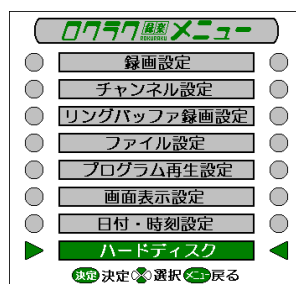 ロクラク 録楽 ROKURAKU メニュー
録画設定
チャンネル設定
リングバッファ録画設定
ファイル設定
プログラム再生設定
画面表示設定
日付・時刻設定
ハードディスク
決定 決定 選択 メニュー 戻る